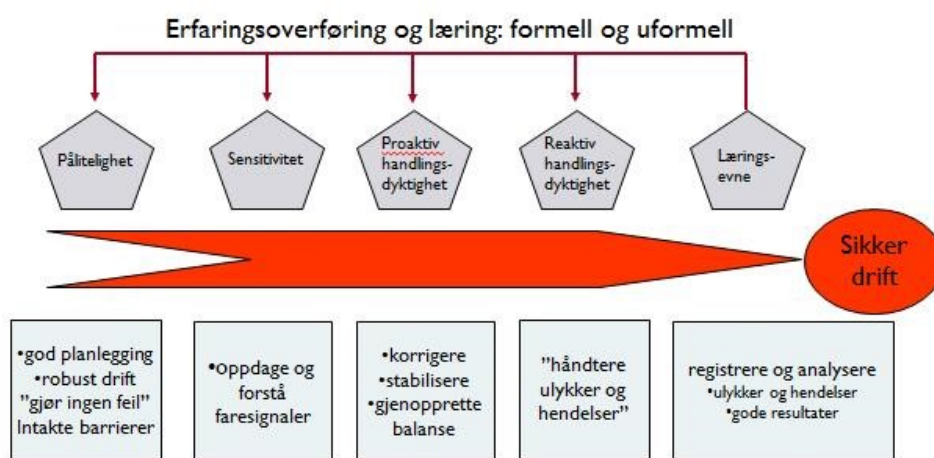 Erfaringsoverføring og læring: formell og uformell
Pålitelighet
Sensitivitet
Proaktiv
handlings-
dyktighet
Reaktiv
handlings-
dyktighet
Lærings-
evne
Sikker
drift
•god planlegging
•robust drift
”gjør ingen feil”
Intakte barrierer
•oppdage og
forstå
faresignaler
•korrigere
•stabilisere
•gjenopprette
balanse
”håndtere
ulykker og
hendelser”
registrere og analysere
•ulykker og hendelser
•gode resultater